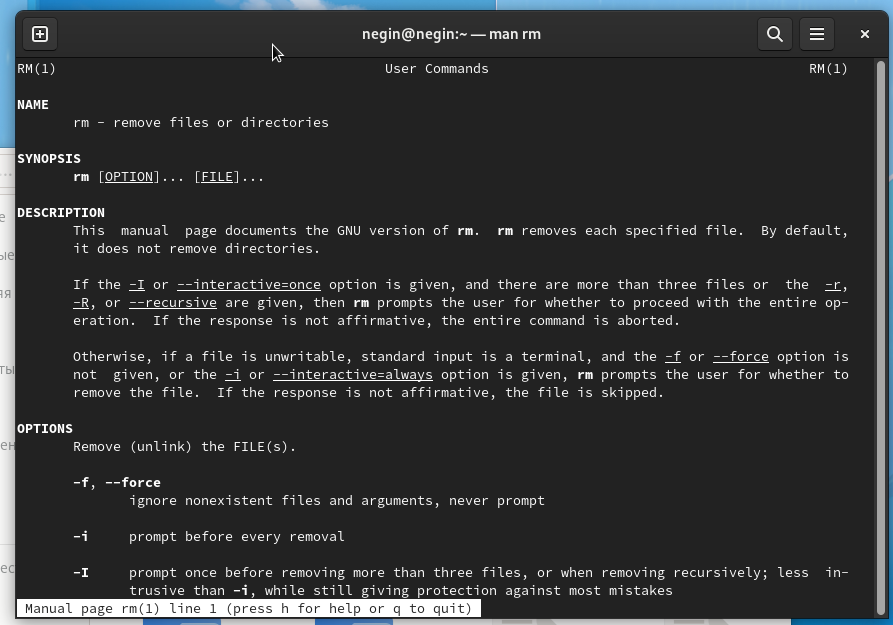 negin@negin:~ — man rm
RM(1) User Commands RM(1)
NAME
rm - remove files or directories
SYNOPSIS
rm [OPTION]... [FILE]...
DESCRIPTION
This manual page documents the GNU version of rm. rm removes each specified file. By default,
it does not remove directories.
If the -I or --interactive=once option is given, and there are more than three files or the -r,
-R, or --recursive are given, then rm prompts the user for whether to proceed with the entire op-
eration. If the response is not affirmative, the entire command is aborted.
Otherwise, if a file is unwritable, standard input is a terminal, and the -f or --force option is
not given, or the -i or --interactive=always option is given, rm prompts the user for whether to
remove the file. If the response is not affirmative, the file is skipped.
OPTIONS
Remove (unlink) the FILE(s).
-f, --force
ignore nonexistent files and arguments, never prompt
-i prompt before every removal
-I prompt once before removing more than three files, or when removing recursively; less in-
trusive than -i, while still giving protection against most mistakes
Manual page rm(1) line 1 (press h for help or q to quit)